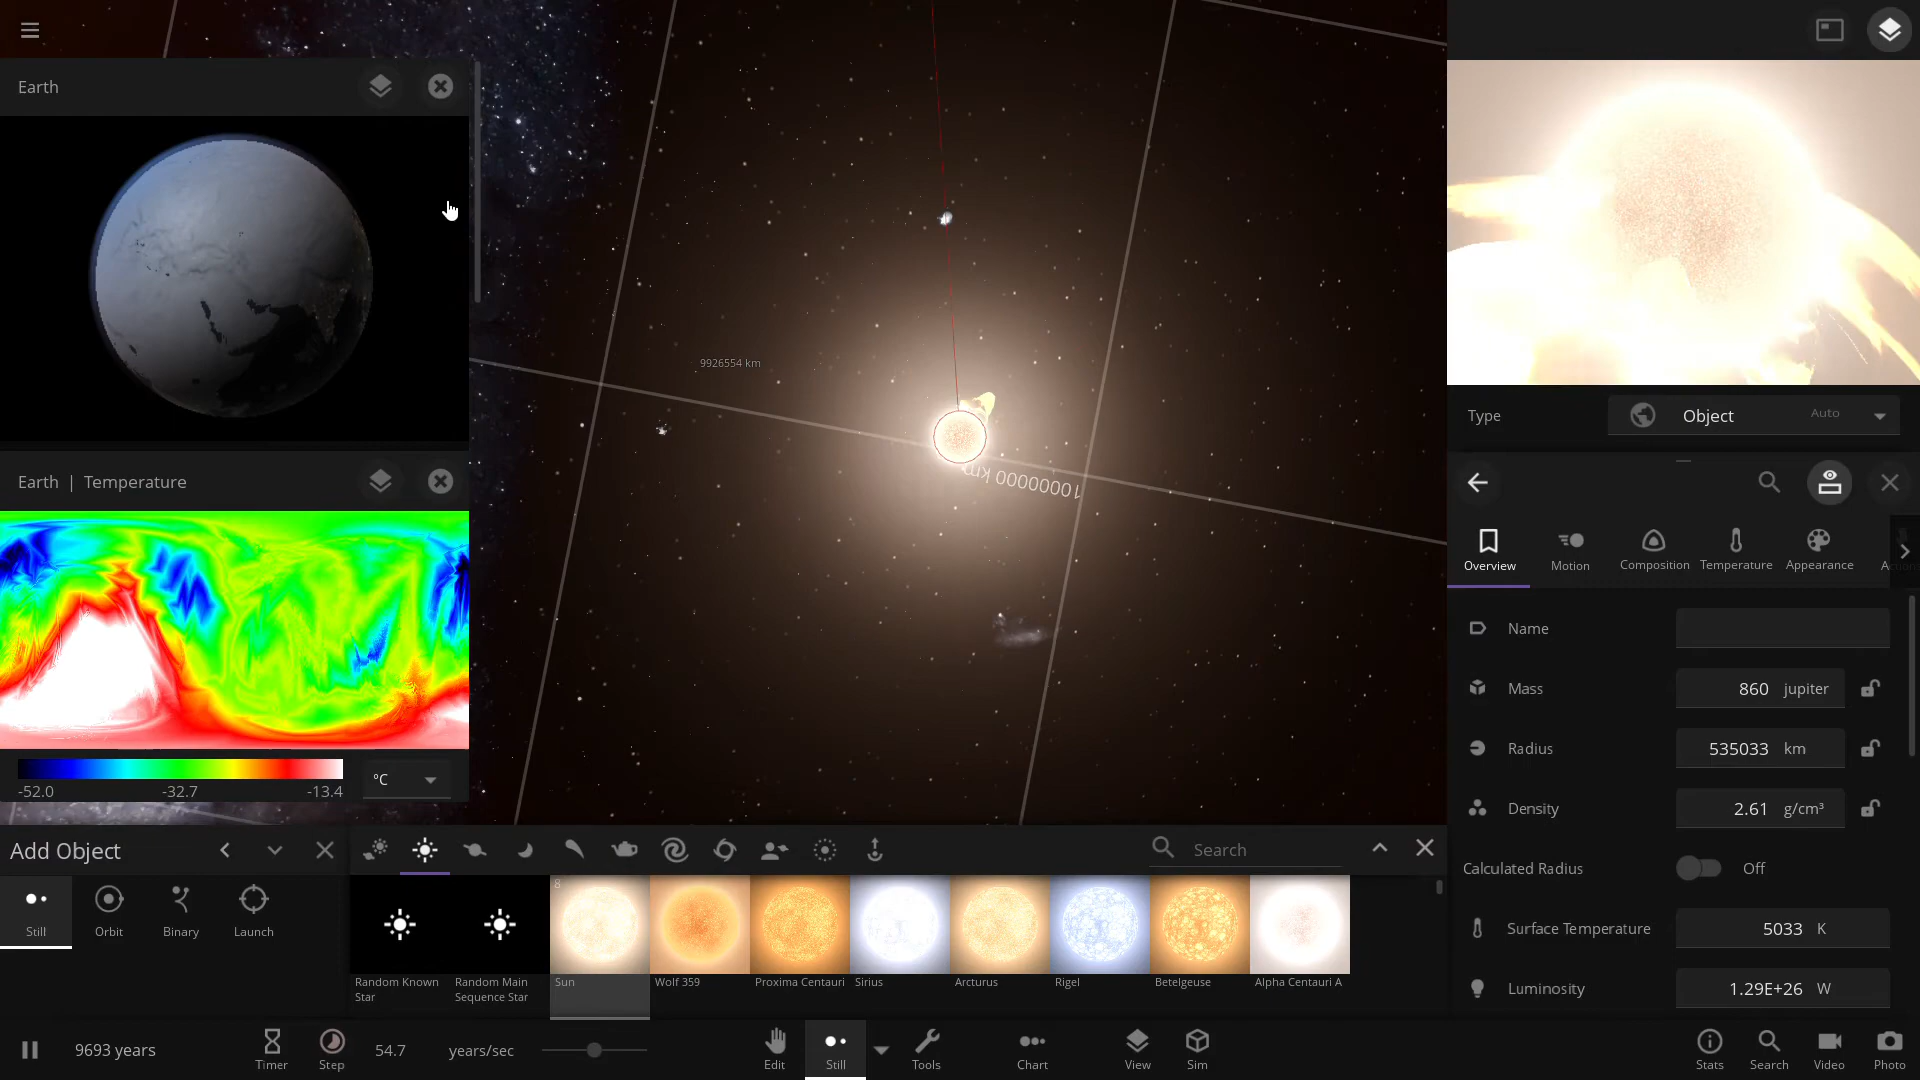 Earth
Earth | Temperature
-52.0 -32.7 -13.4
°C
9926554 km
10000000 km
Type
Object
Auto
Overview
Motion
Composition
Temperature
Appearance
Name
Mass
860 jupiter
Radius
535033 km
Density
2.61 g/cm³
Calculated Radius
Off
Surface Temperature
5033 K
Luminosity
1.29E+26 W
Add Object
Still
Orbit
Binary
Launch
Search
8
Random Known
Star
Random Main
Sequence Star
Sun
Wolf 359
Proxima Centauri
Sirius
Arcturus
Rigel
Betelgeuse
Alpha Centauri A
9693 years
Timer
Step
54.7 years/sec
Edit
Still
Tools
Chart
View
Sim
Stats
Search
Video
Photo